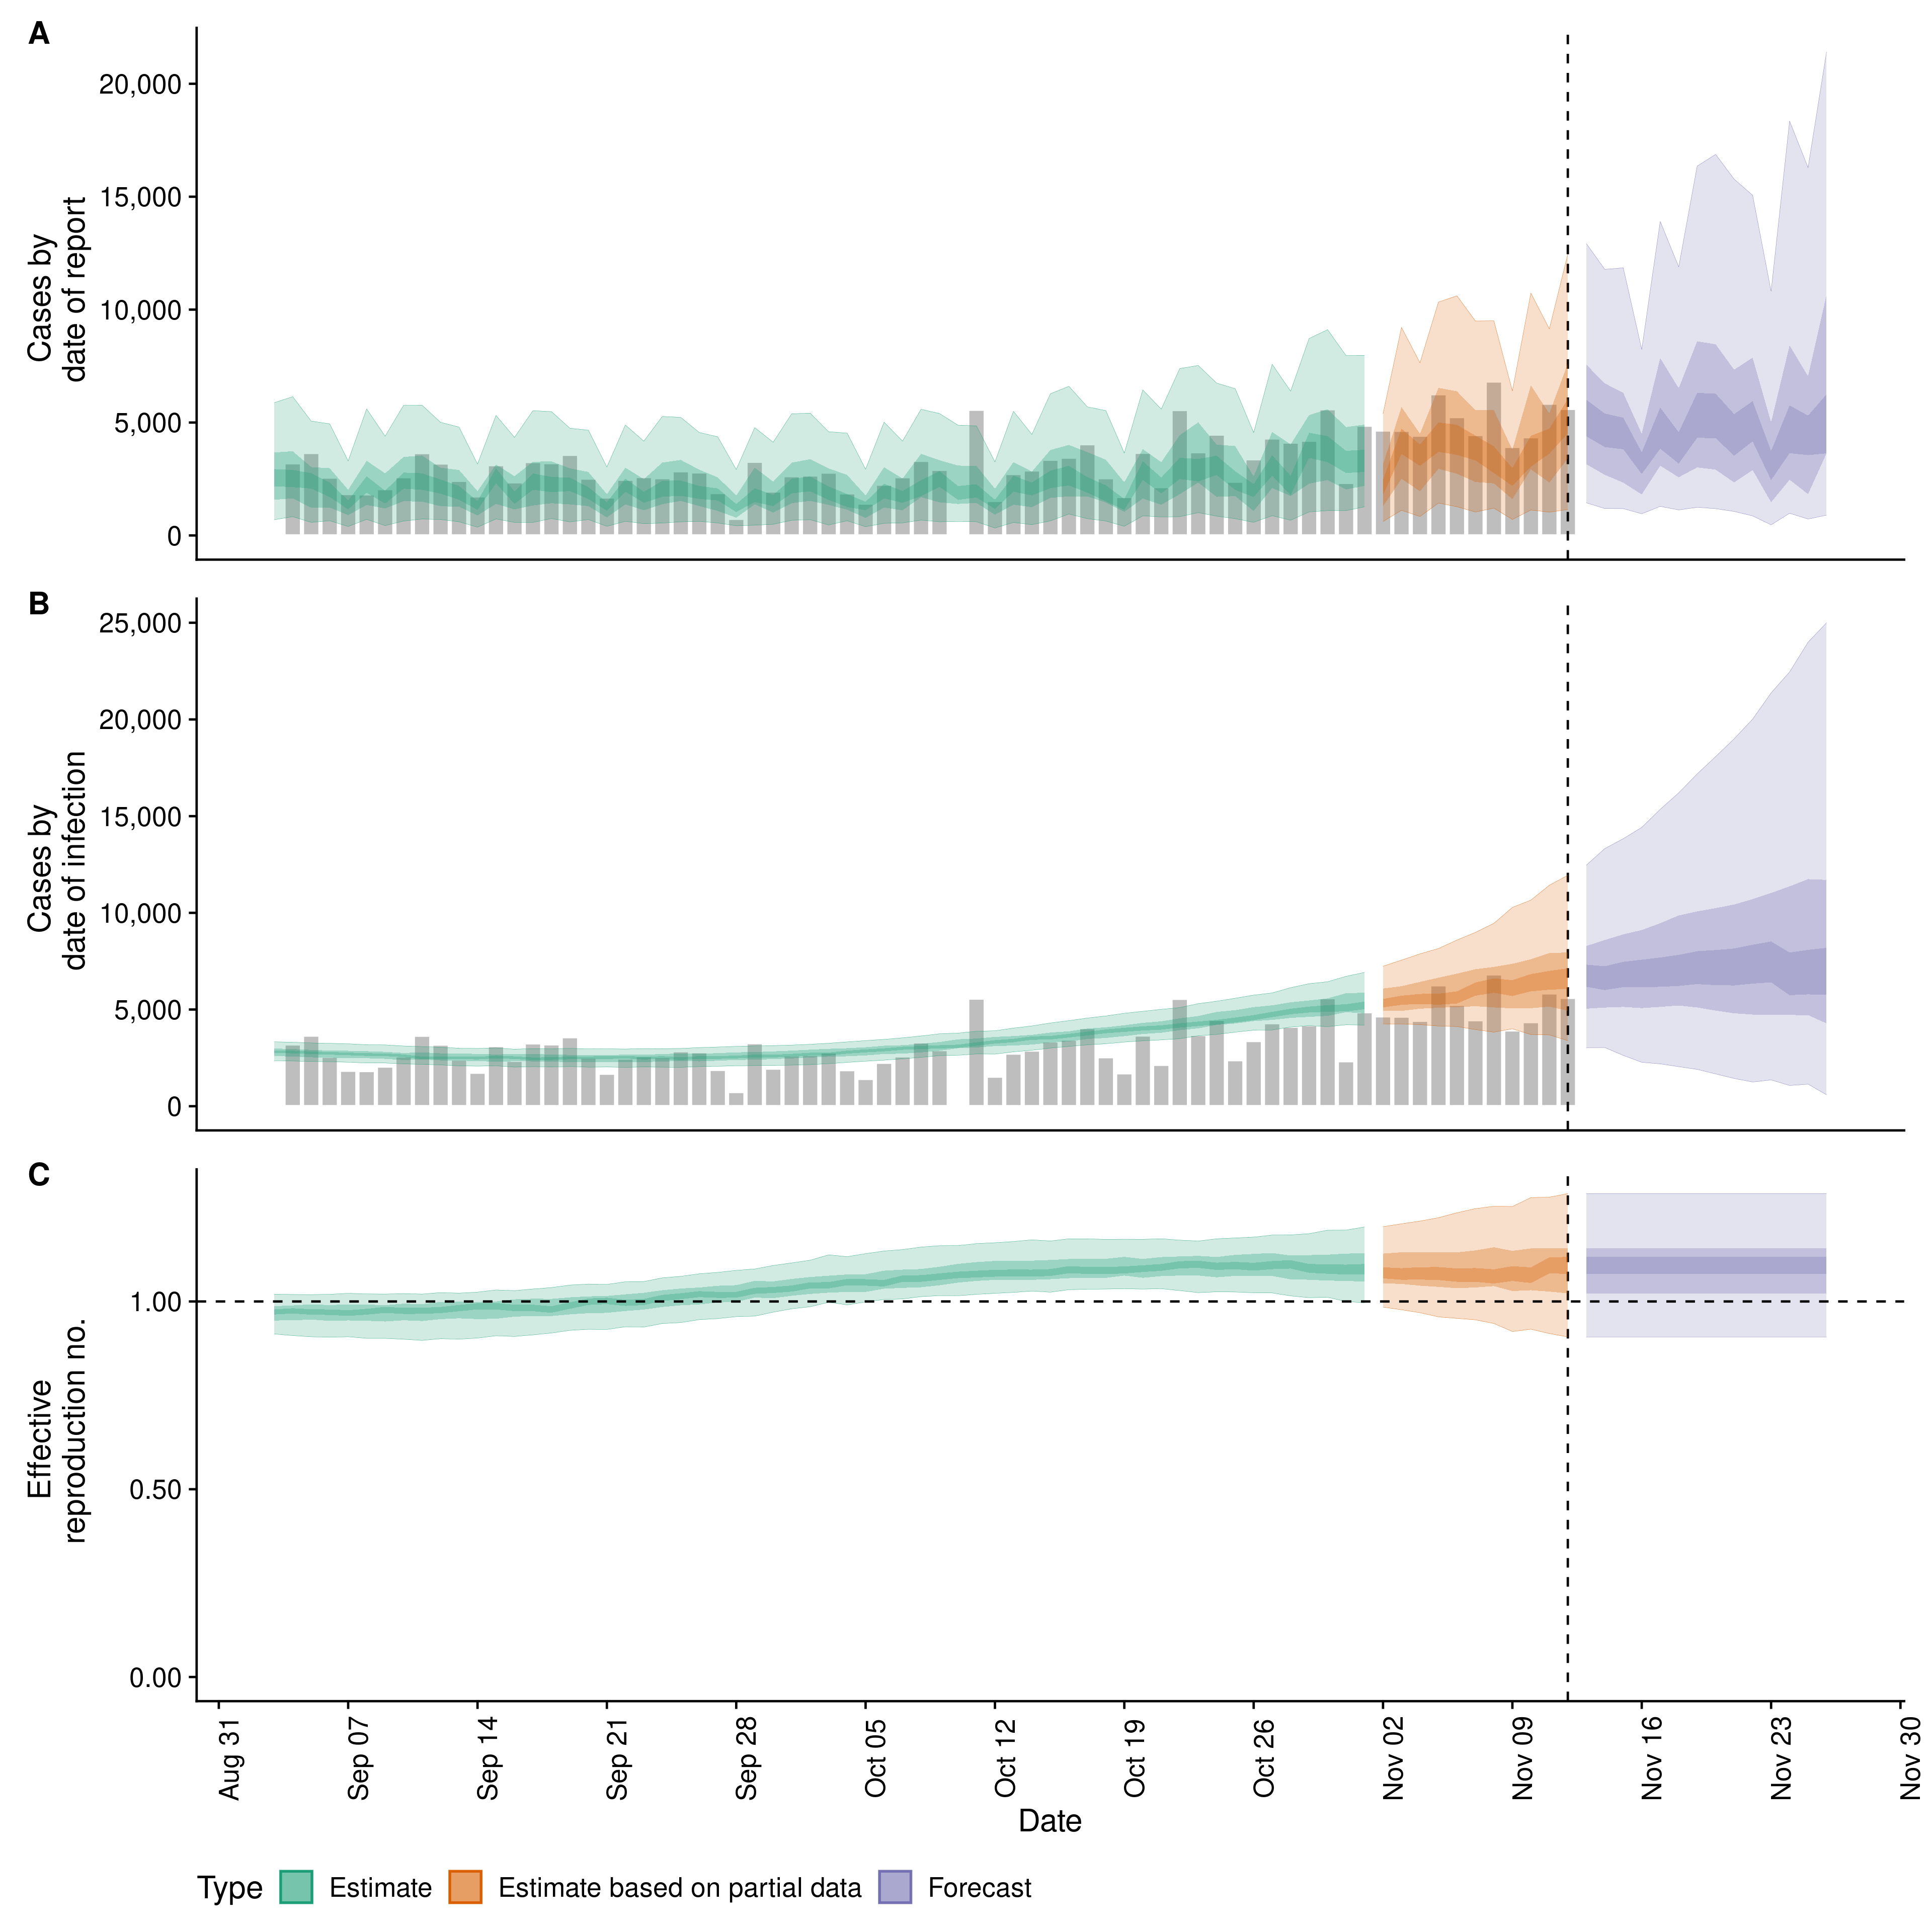 A
20,000
15,000
10,000
5,000
0
Cases by
date of report
B
25,000
20,000
15,000
10,000
5,000
0
Cases by
date of infection
C
1.00
0.50
0.00
Effective
reproduction no.
Aug 31
Sep 07
Sep 14
Sep 21
Sep 28
Oct 05
Oct 12
Oct 19
Oct 26
Nov 02
Nov 09
Nov 16
Nov 23
Nov 30
Date
Type Estimate Estimate based on partial data Forecast